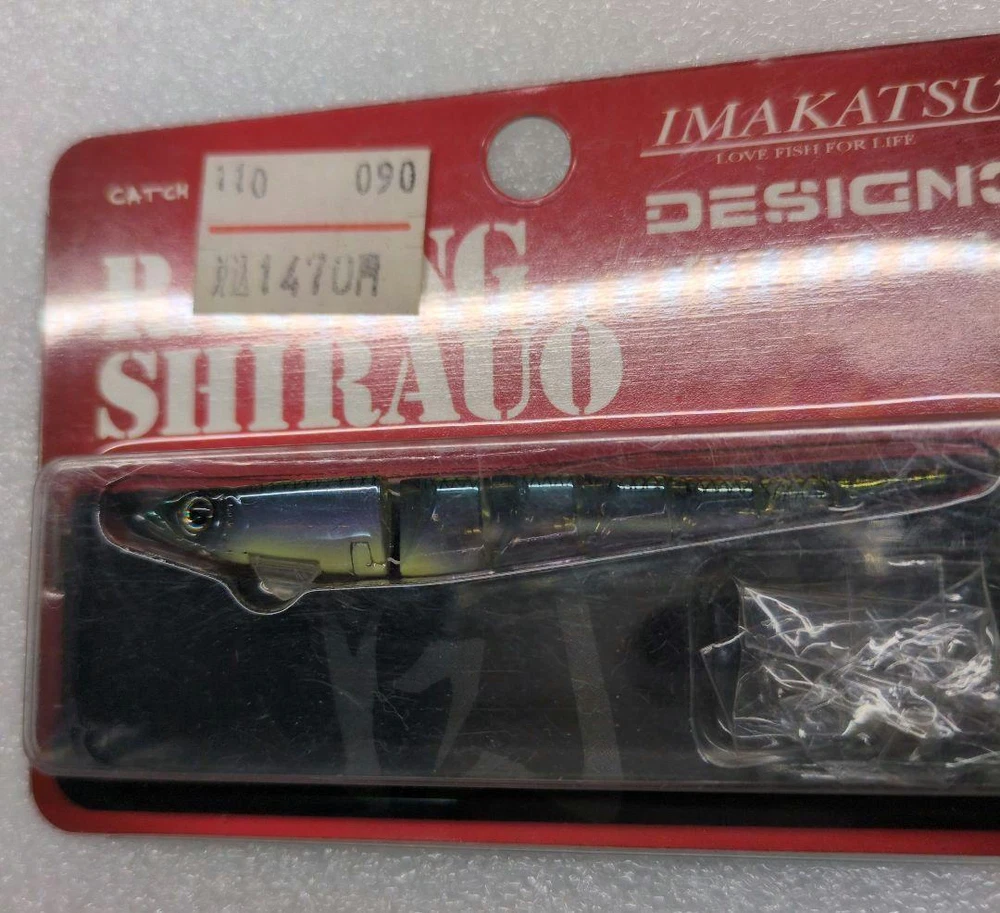 IMAKATSU
LOVE FISH FOR LIFE
DESIGN
CATCH
110 090
税込1470円
SHIRAUO